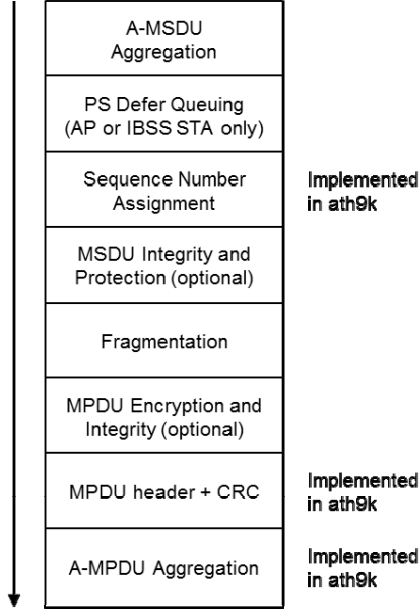 A-MSDU
Aggregation
PS Defer Queuing
(AP or IBSS STA only)
Sequence Number
Assignment
Implemented
in ath9k
MSDU Integrity and
Protection (optional)
Fragmentation
MPDU Encryption and
Integrity (optional)
MPDU header + CRC
Implemented
in ath9k
A-MPDU Aggregation
Implemented
in ath9k